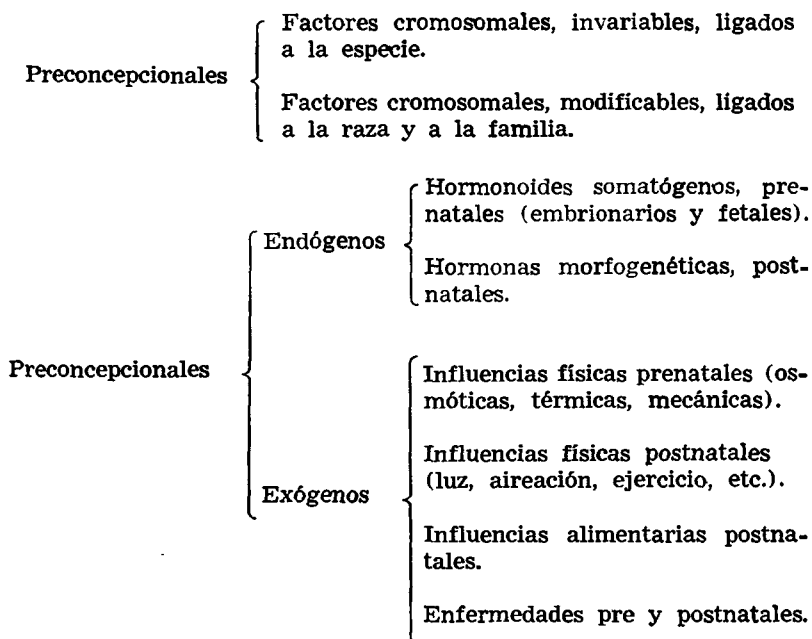 Factores cromosomales, invariables, ligados
a la especie.
Preconcepcionales
Factores cromosomales, modificables, ligados
a la raza y a la familia.
Hormonoides somatógenos, pre-
natales (embrionarios y fetales).
Endógenos
Hormonas morfogenéticas, post-
natales.
Preconcepcionales
Influencias físicas prenatales (os-
móticas, térmicas, mecánicas).
Influencias físicas postnatales
(luz, aireación, ejercicio, etc.).
Exógenos
Influencias alimentarias postna-
tales.
Enfermedades pre y postnatales.